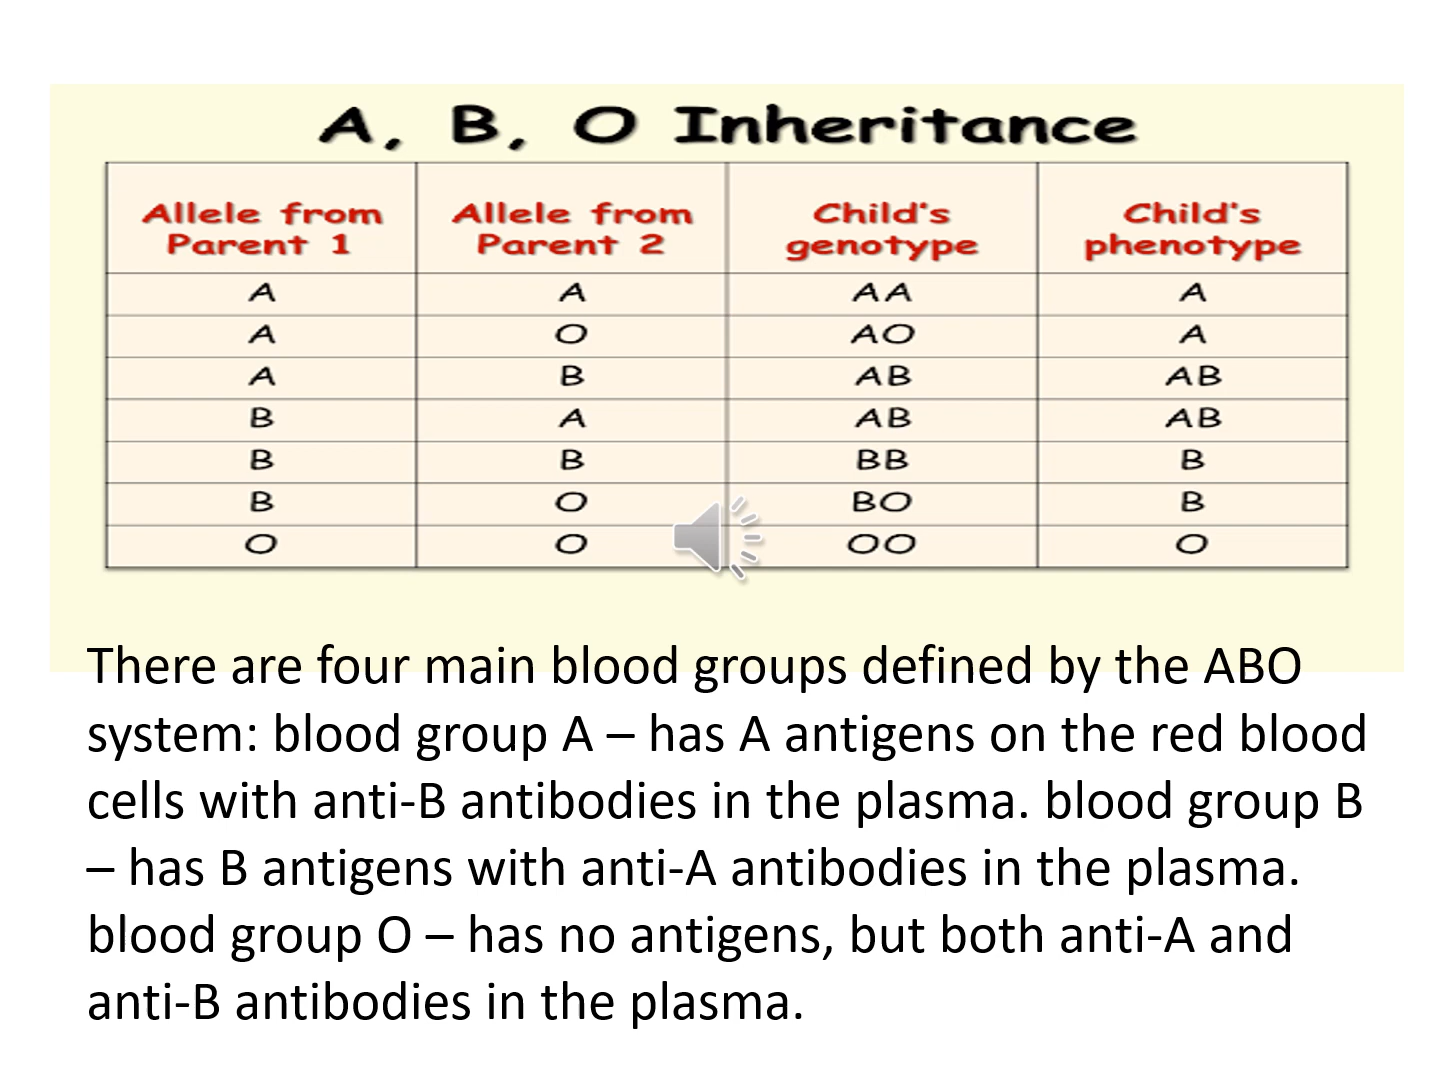 A, B, O Inheritance
Allele from Parent 1 Allele from Parent 2 Child's genotype Child's phenotype
A A AA A
A O AO A
A B AB AB
B A AB AB
B B BB B
B O BO B
O O OO O
There are four main blood groups defined by the ABO
system: blood group A – has A antigens on the red blood
cells with anti-B antibodies in the plasma. blood group B
– has B antigens with anti-A antibodies in the plasma.
blood group O – has no antigens, but both anti-A and
anti-B antibodies in the plasma.